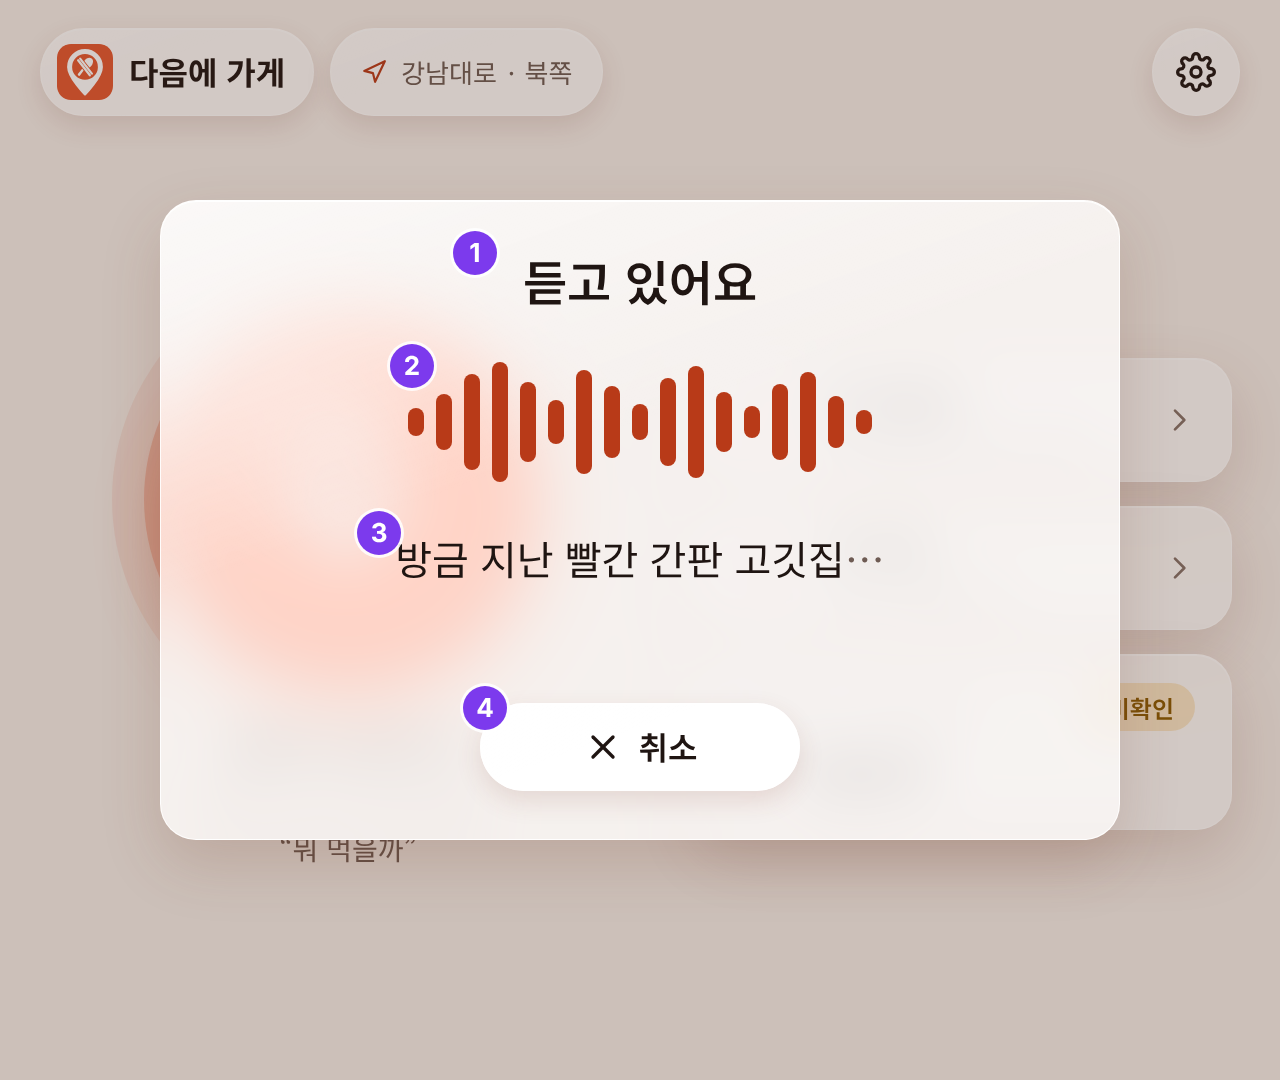 다음에 가게
강남대로 · 북쪽
1
듣고 있어요
2
3
방금 지난 빨간 간판 고깃집…
4
취소
확인
“뭐 먹을까”